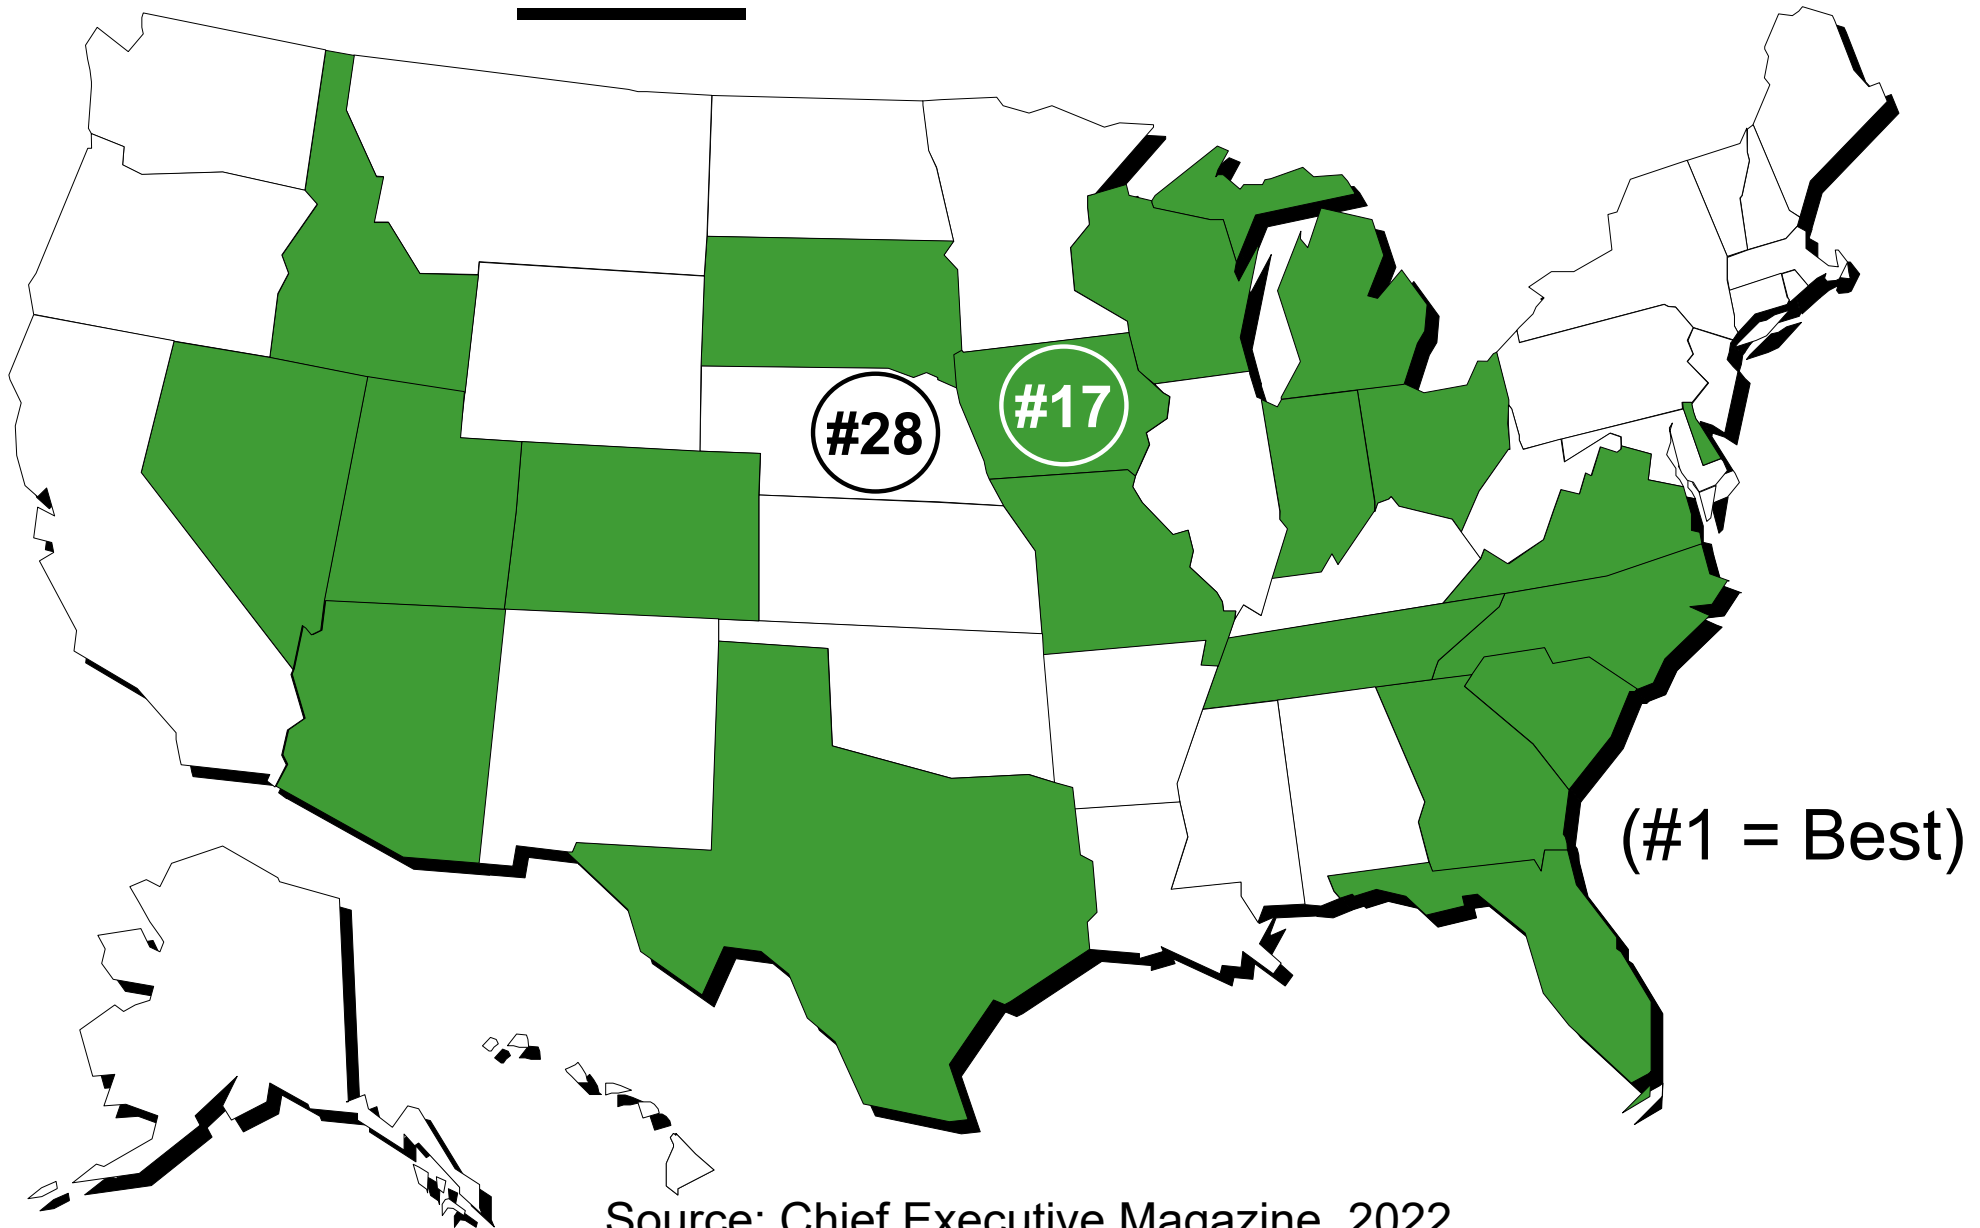 #17
#28
(#1 = Best)
Source: Chief Executive Magazine, 2022